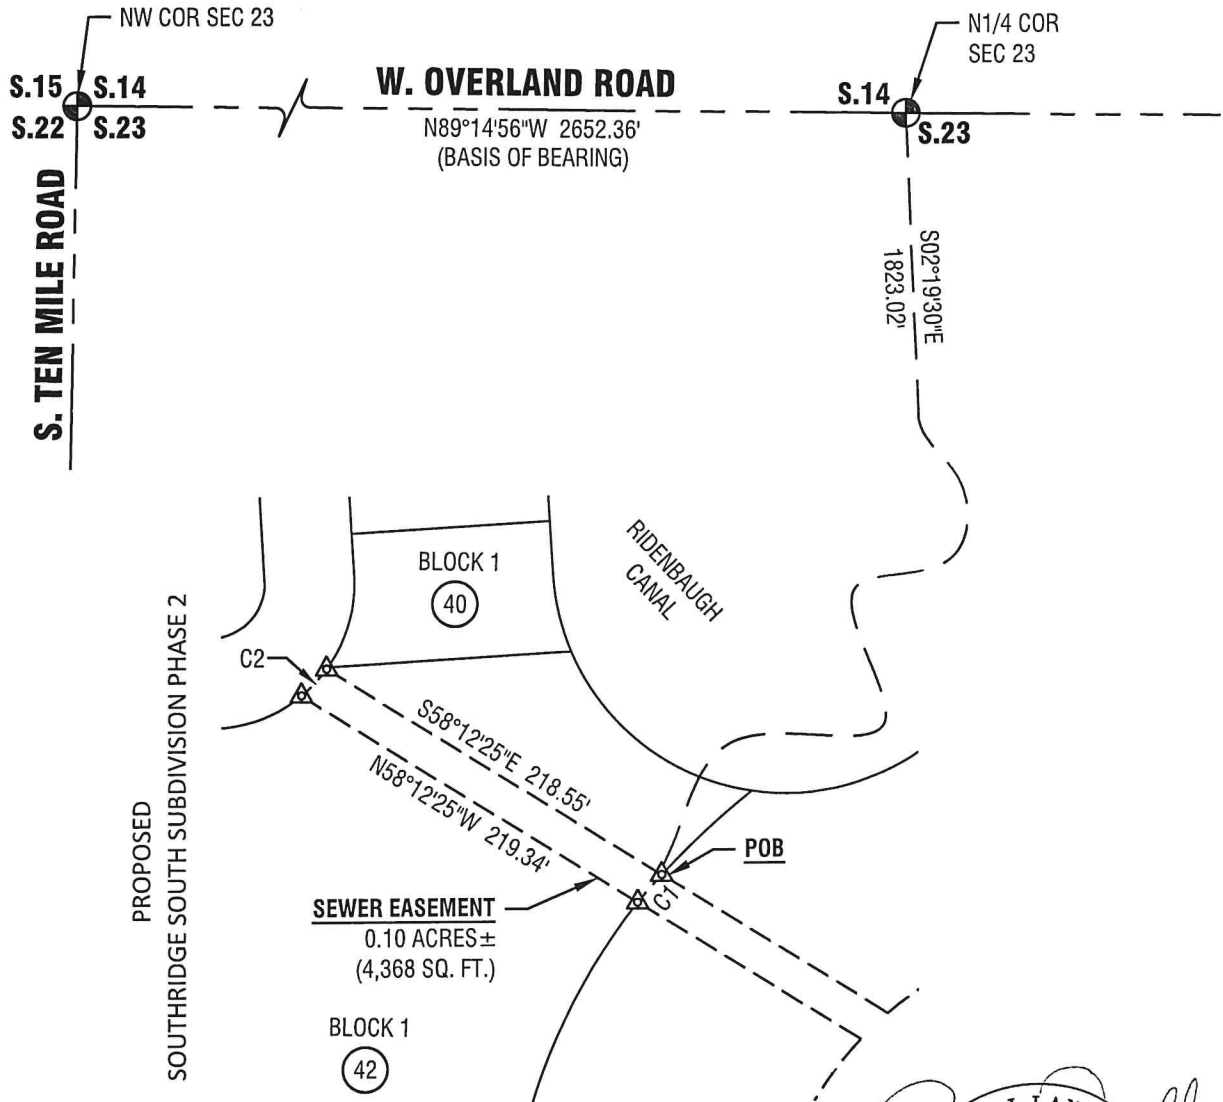 NW COR SEC 23
N1/4 COR
SEC 23
S.15
S.14
S.22
S.23
W. OVERLAND ROAD
N89°14'56"W 2652.36'
(BASIS OF BEARING)
S.14
S.23
S. TEN MILE ROAD
S02°19'30"E
1823.02'
BLOCK 1
40
RIDENBAUGH
CANAL
C2
S58°12'25"E 218.55'
N58°12'25"W 219.34'
PROPOSED
SOUTHRIDGE SOUTH SUBDIVISION PHASE 2
POB
C1
SEWER EASEMENT
0.10 ACRES±
(4,368 SQ. FT.)
BLOCK 1
42